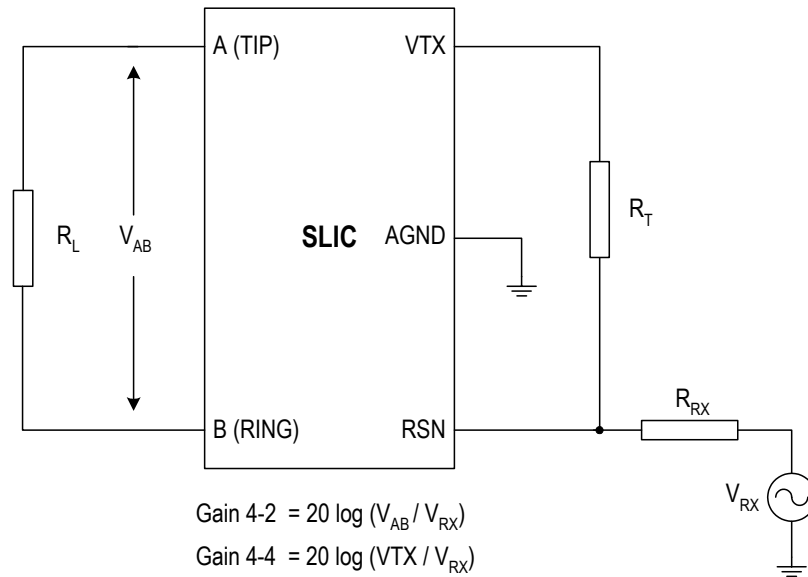 A (TIP)
VTX
R_L
V_AB
SLIC
AGND
R_T
B (RING)
RSN
R_RX
V_RX
Gain 4-2 = 20 log (V_AB / V_RX)
Gain 4-4 = 20 log (VTX / V_RX)